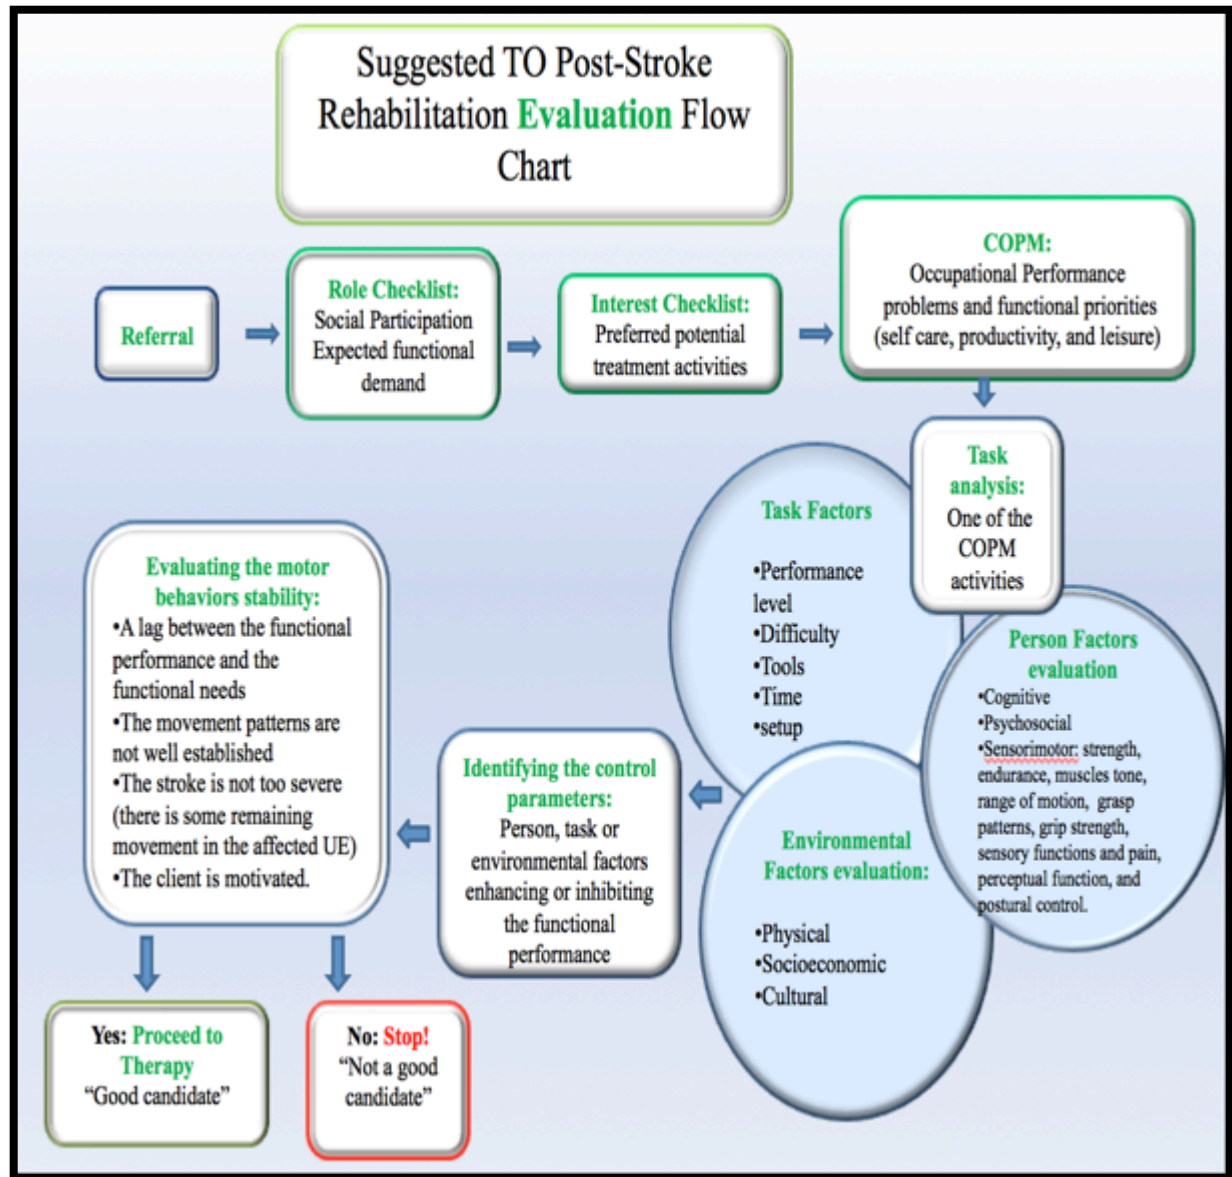 Suggested TO Post-Stroke
Rehabilitation Evaluation Flow
Chart
Referral
Role Checklist:
Social Participation
Expected functional
demand
Interest Checklist:
Preferred potential
treatment activities
COPM:
Occupational Performance
problems and functional priorities
(self care, productivity, and leisure)
Task
analysis:
One of the
COPM
activities
Task Factors
•Performance
level
•Difficulty
•Tools
•Time
•setup
Person Factors
evaluation
•Cognitive
•Psychosocial
•Sensorimotor: strength,
endurance, muscles tone,
range of motion, grasp
patterns, grip strength,
sensory functions and pain,
perceptual function, and
postural control.
Environmental
Factors evaluation:
•Physical
•Socioeconomic
•Cultural
Identifying the control
parameters:
Person, task or
environmental factors
enhancing or inhibiting
the functional
performance
Evaluating the motor
behaviors stability:
•A lag between the functional
performance and the
functional needs
•The movement patterns are
not well established
•The stroke is not too severe
(there is some remaining
movement in the affected UE)
•The client is motivated.
Yes: Proceed to
Therapy
“Good candidate”
No: Stop!
“Not a good
candidate”